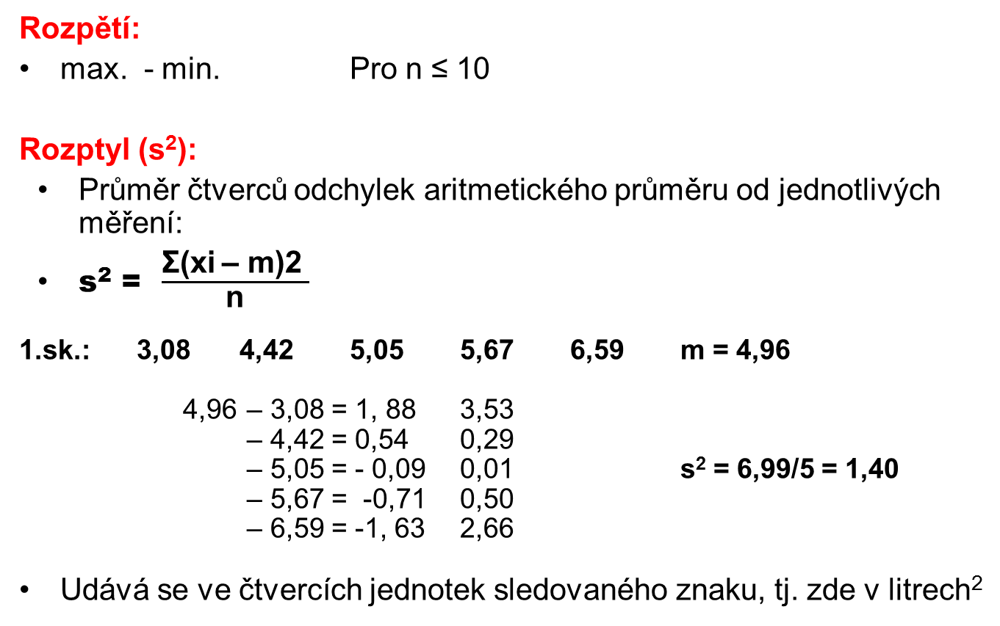 Rozpětí:
• max. - min. Pro n ≤ 10
Rozptyl (s²):
• Průměr čtverců odchylek aritmetického průměru od jednotlivých
měření:
• s² = Σ(xi – m)2
n
1.sk.: 3,08 4,42 5,05 5,67 6,59 m = 4,96
4,96 – 3,08 = 1, 88 3,53
– 4,42 = 0,54 0,29
– 5,05 = - 0,09 0,01 s² = 6,99/5 = 1,40
– 5,67 = -0,71 0,50
– 6,59 = -1, 63 2,66
• Udává se ve čtvercích jednotek sledovaného znaku, tj. zde v litrech²